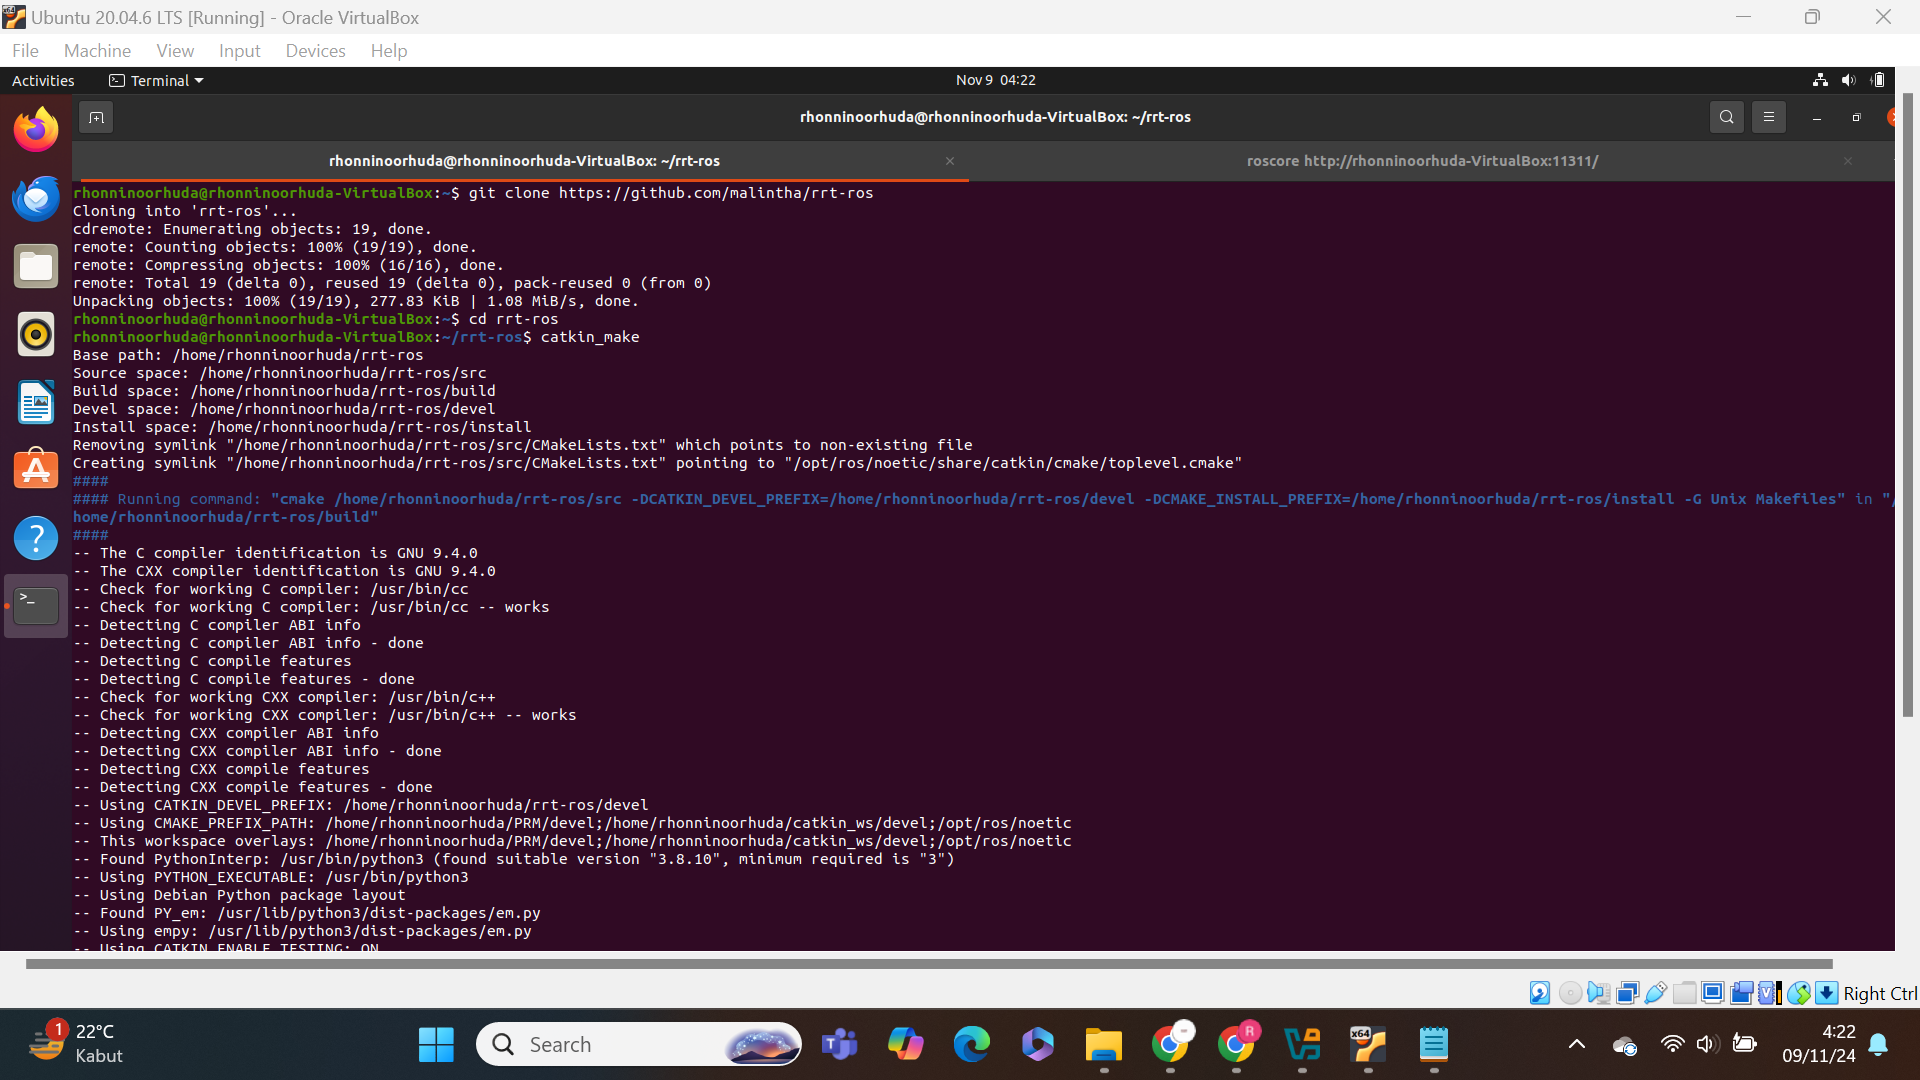 Ubuntu 20.04.6 LTS [Running] - Oracle VirtualBox
File Machine View Input Devices Help
Activities Terminal Nov 9 04:22
rhonninoorhuda@rhonninoorhuda-VirtualBox: ~/rrt-ros
rhonninoorhuda@rhonninoorhuda-VirtualBox: ~/rrt-ros × roscore http://rhonninoorhuda-VirtualBox:11311/ ×
rhonninoorhuda@rhonninoorhuda-VirtualBox:~$ git clone https://github.com/malintha/rrt-ros
Cloning into 'rrt-ros'...
cdremote: Enumerating objects: 19, done.
remote: Counting objects: 100% (19/19), done.
remote: Compressing objects: 100% (16/16), done.
remote: Total 19 (delta 0), reused 19 (delta 0), pack-reused 0 (from 0)
Unpacking objects: 100% (19/19), 277.83 KiB | 1.08 MiB/s, done.
rhonninoorhuda@rhonninoorhuda-VirtualBox:~$ cd rrt-ros
rhonninoorhuda@rhonninoorhuda-VirtualBox:~/rrt-ros$ catkin_make
Base path: /home/rhonninoorhuda/rrt-ros
Source space: /home/rhonninoorhuda/rrt-ros/src
Build space: /home/rhonninoorhuda/rrt-ros/build
Devel space: /home/rhonninoorhuda/rrt-ros/devel
Install space: /home/rhonninoorhuda/rrt-ros/install
Removing symlink "/home/rhonninoorhuda/rrt-ros/src/CMakeLists.txt" which points to non-existing file
Creating symlink "/home/rhonninoorhuda/rrt-ros/src/CMakeLists.txt" pointing to "/opt/ros/noetic/share/catkin/cmake/toplevel.cmake"
####
#### Running command: "cmake /home/rhonninoorhuda/rrt-ros/src -DCATKIN_DEVEL_PREFIX=/home/rhonninoorhuda/rrt-ros/devel -DCMAKE_INSTALL_PREFIX=/home/rhonninoorhuda/rrt-ros/install -G Unix Makefiles" in "/
home/rhonninoorhuda/rrt-ros/build"
####
-- The C compiler identification is GNU 9.4.0
-- The CXX compiler identification is GNU 9.4.0
-- Check for working C compiler: /usr/bin/cc
-- Check for working C compiler: /usr/bin/cc -- works
-- Detecting C compiler ABI info
-- Detecting C compiler ABI info - done
-- Detecting C compile features
-- Detecting C compile features - done
-- Check for working CXX compiler: /usr/bin/c++
-- Check for working CXX compiler: /usr/bin/c++ -- works
-- Detecting CXX compiler ABI info
-- Detecting CXX compiler ABI info - done
-- Detecting CXX compile features
-- Detecting CXX compile features - done
-- Using CATKIN_DEVEL_PREFIX: /home/rhonninoorhuda/rrt-ros/devel
-- Using CMAKE_PREFIX_PATH: /home/rhonninoorhuda/PRM/devel;/home/rhonninoorhuda/catkin_ws/devel;/opt/ros/noetic
-- This workspace overlays: /home/rhonninoorhuda/PRM/devel;/home/rhonninoorhuda/catkin_ws/devel;/opt/ros/noetic
-- Found PythonInterp: /usr/bin/python3 (found suitable version "3.8.10", minimum required is "3")
-- Using PYTHON_EXECUTABLE: /usr/bin/python3
-- Using Debian Python package layout
-- Found PY_em: /usr/lib/python3/dist-packages/em.py
-- Using empy: /usr/lib/python3/dist-packages/em.py
-- Using CATKIN_ENABLE_TESTING: ON
Right Ctrl
1 22°C
Kabut
Search
x64
R
4:22
09/11/24